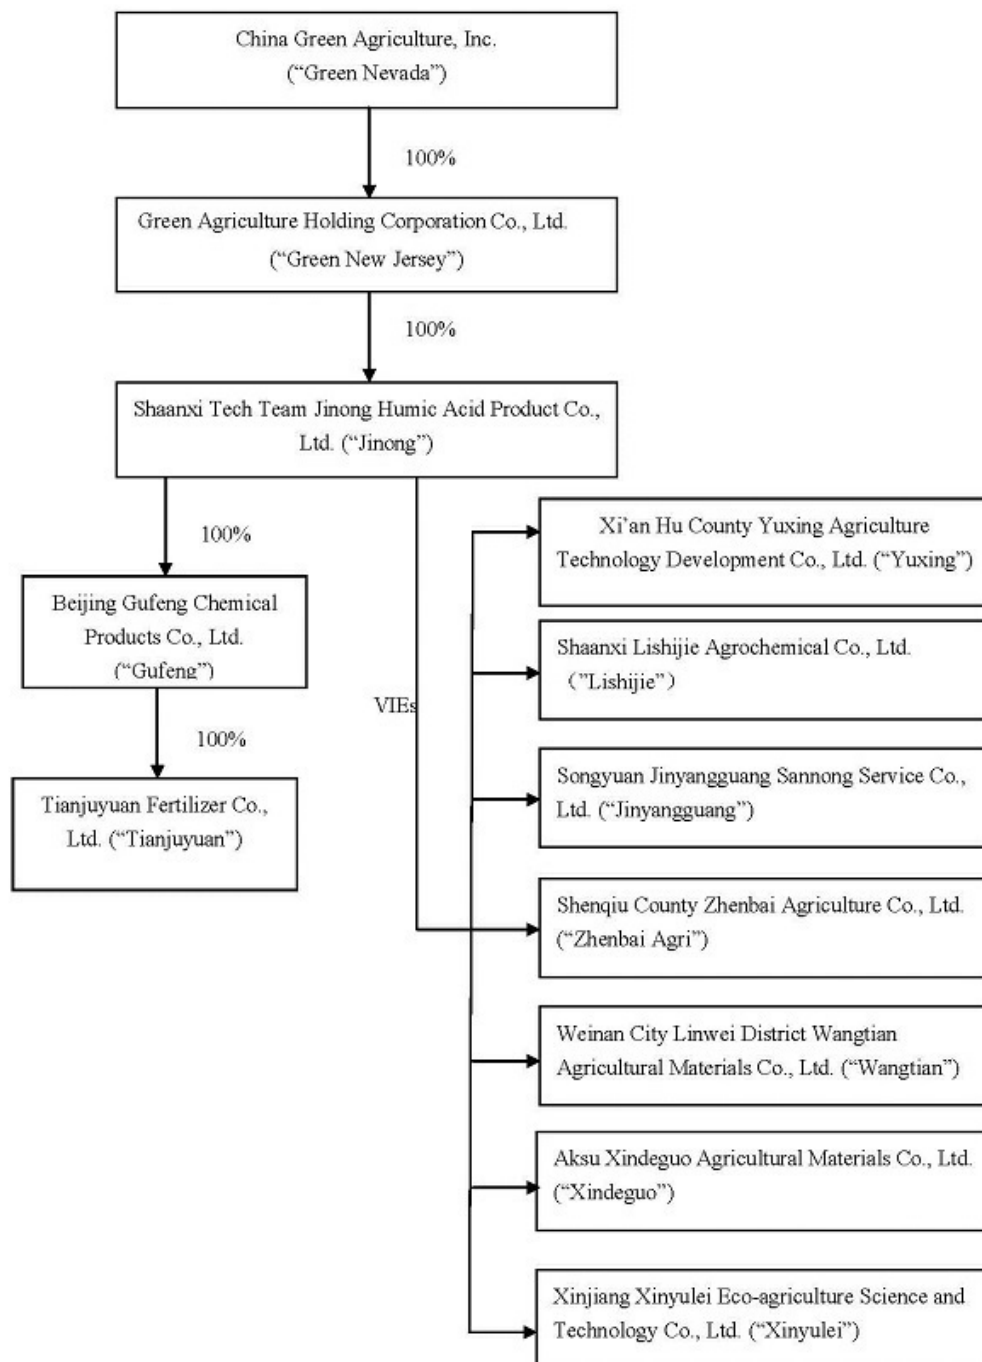 China Green Agriculture, Inc.
(“Green Nevada”)
100%
Green Agriculture Holding Corporation Co., Ltd.
(“Green New Jersey”)
100%
Shaanxi Tech Team Jinong Humic Acid Product Co.,
Ltd. (“Jinong”)
100%
Beijing Gufeng Chemical
Products Co., Ltd.
(“Gufeng”)
100%
Tianjuyuan Fertilizer Co.,
Ltd. (“Tianjuyuan”)
VIEs
Xi’an Hu County Yuxing Agriculture
Technology Development Co., Ltd. (“Yuxing”)
Shaanxi Lishijie Agrochemical Co., Ltd.
（”Lishijie”）
Songyuan Jinyangguang Sannong Service Co.,
Ltd. (“Jinyangguang”)
Shenqiu County Zhenbai Agriculture Co., Ltd.
(“Zhenbai Agri”)
Weinan City Linwei District Wangtian
Agricultural Materials Co., Ltd. (“Wangtian”)
Aksu Xindeguo Agricultural Materials Co., Ltd.
(“Xindeguo”)
Xinjiang Xinyulei Eco-agriculture Science and
Technology Co., Ltd. (“Xinyulei”)